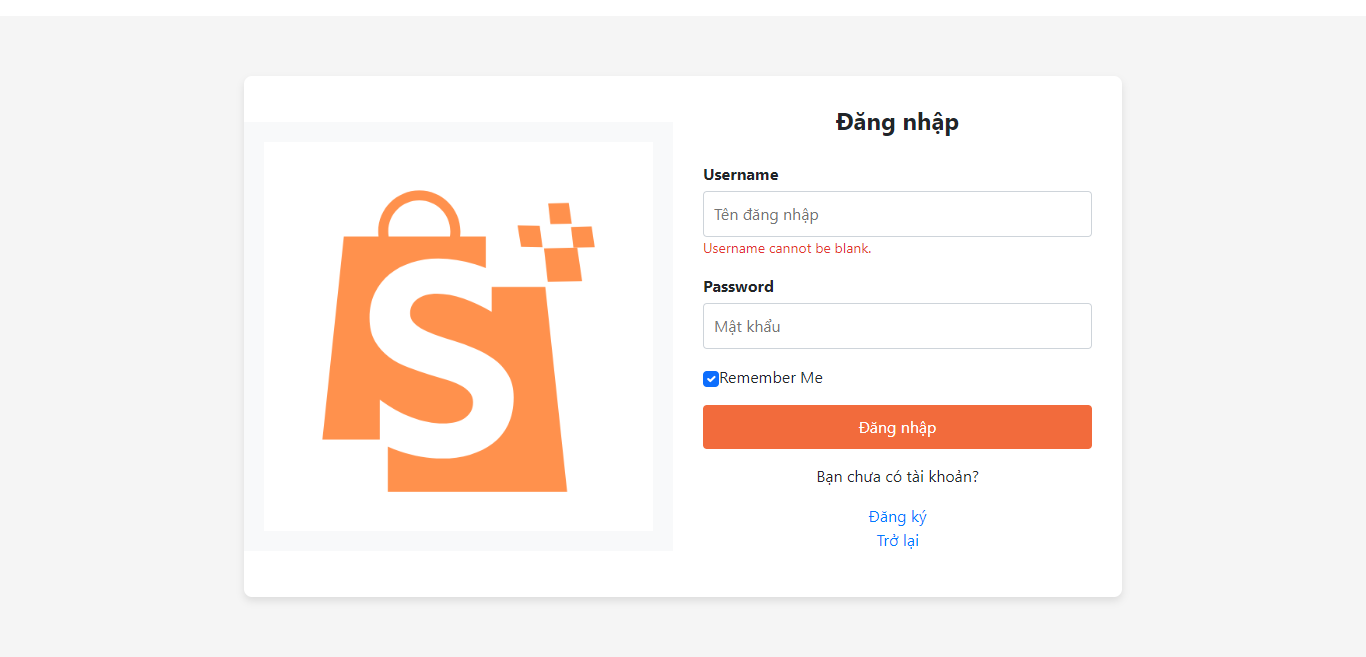 S
Đăng nhập
Username
Tên đăng nhập
Username cannot be blank.
Password
Mật khẩu
Remember Me
Đăng nhập
Bạn chưa có tài khoản?
Đăng ký
Trở lại